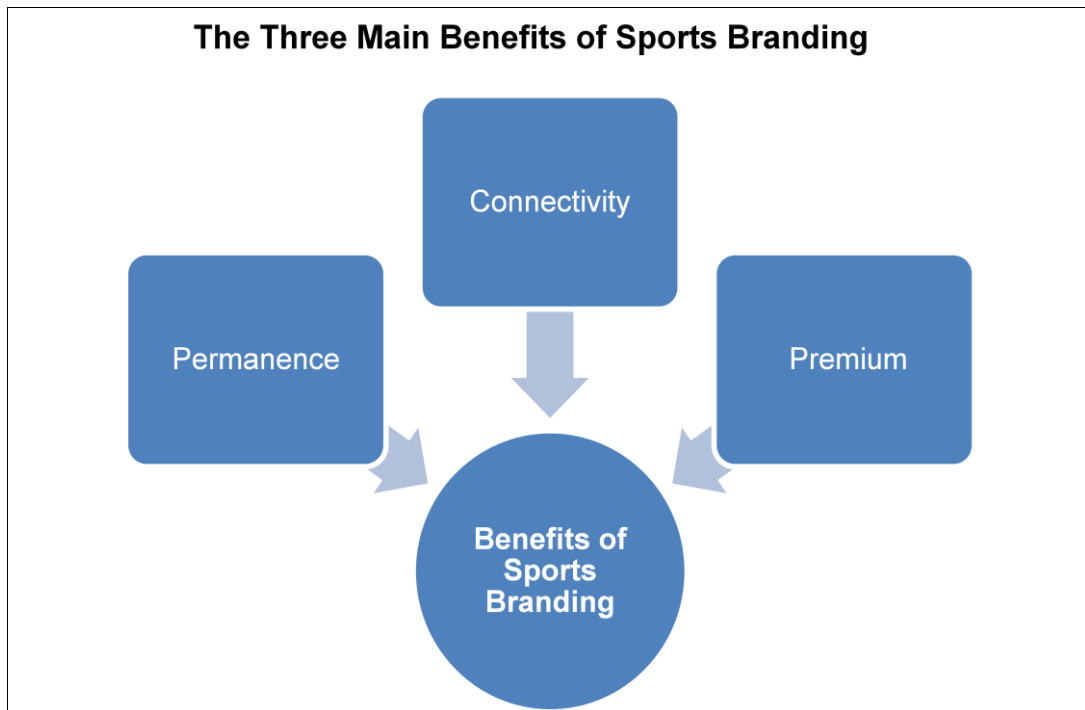 The Three Main Benefits of Sports Branding
Connectivity
Permanence
Premium
Benefits of
Sports
Branding